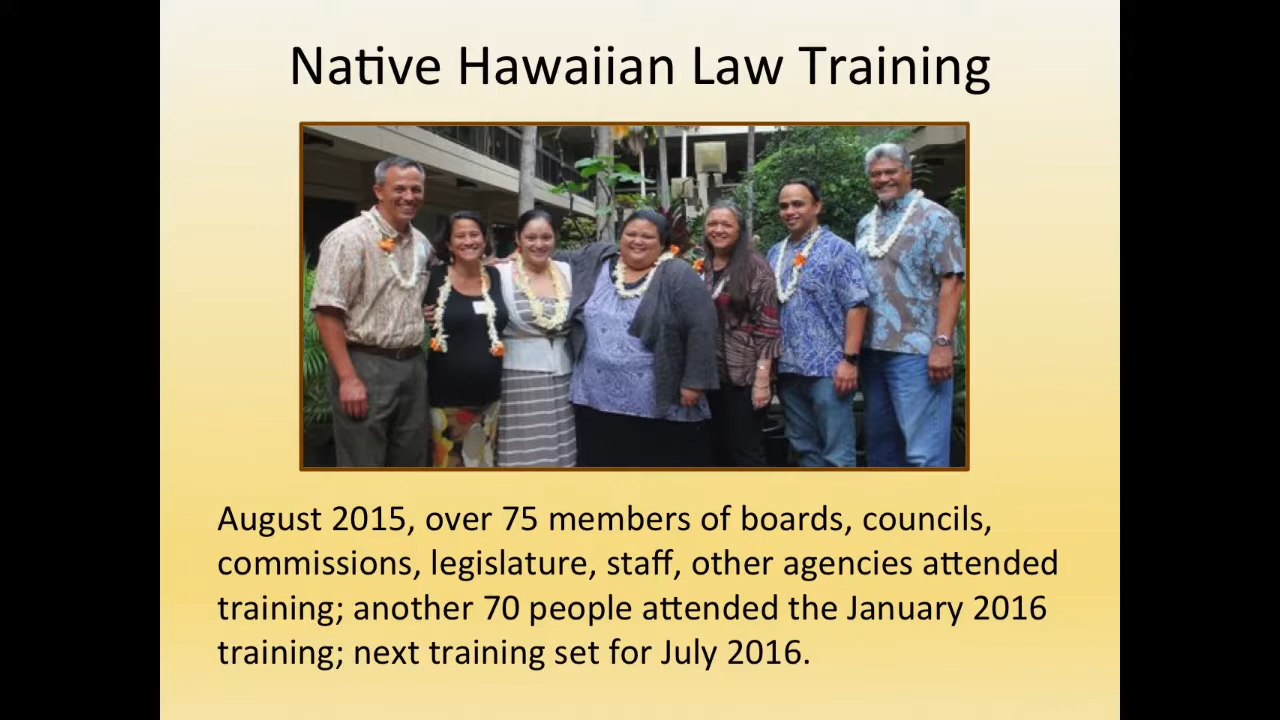 Native Hawaiian Law Training
August 2015, over 75 members of boards, councils,
commissions, legislature, staff, other agencies attended
training; another 70 people attended the January 2016
training; next training set for July 2016.